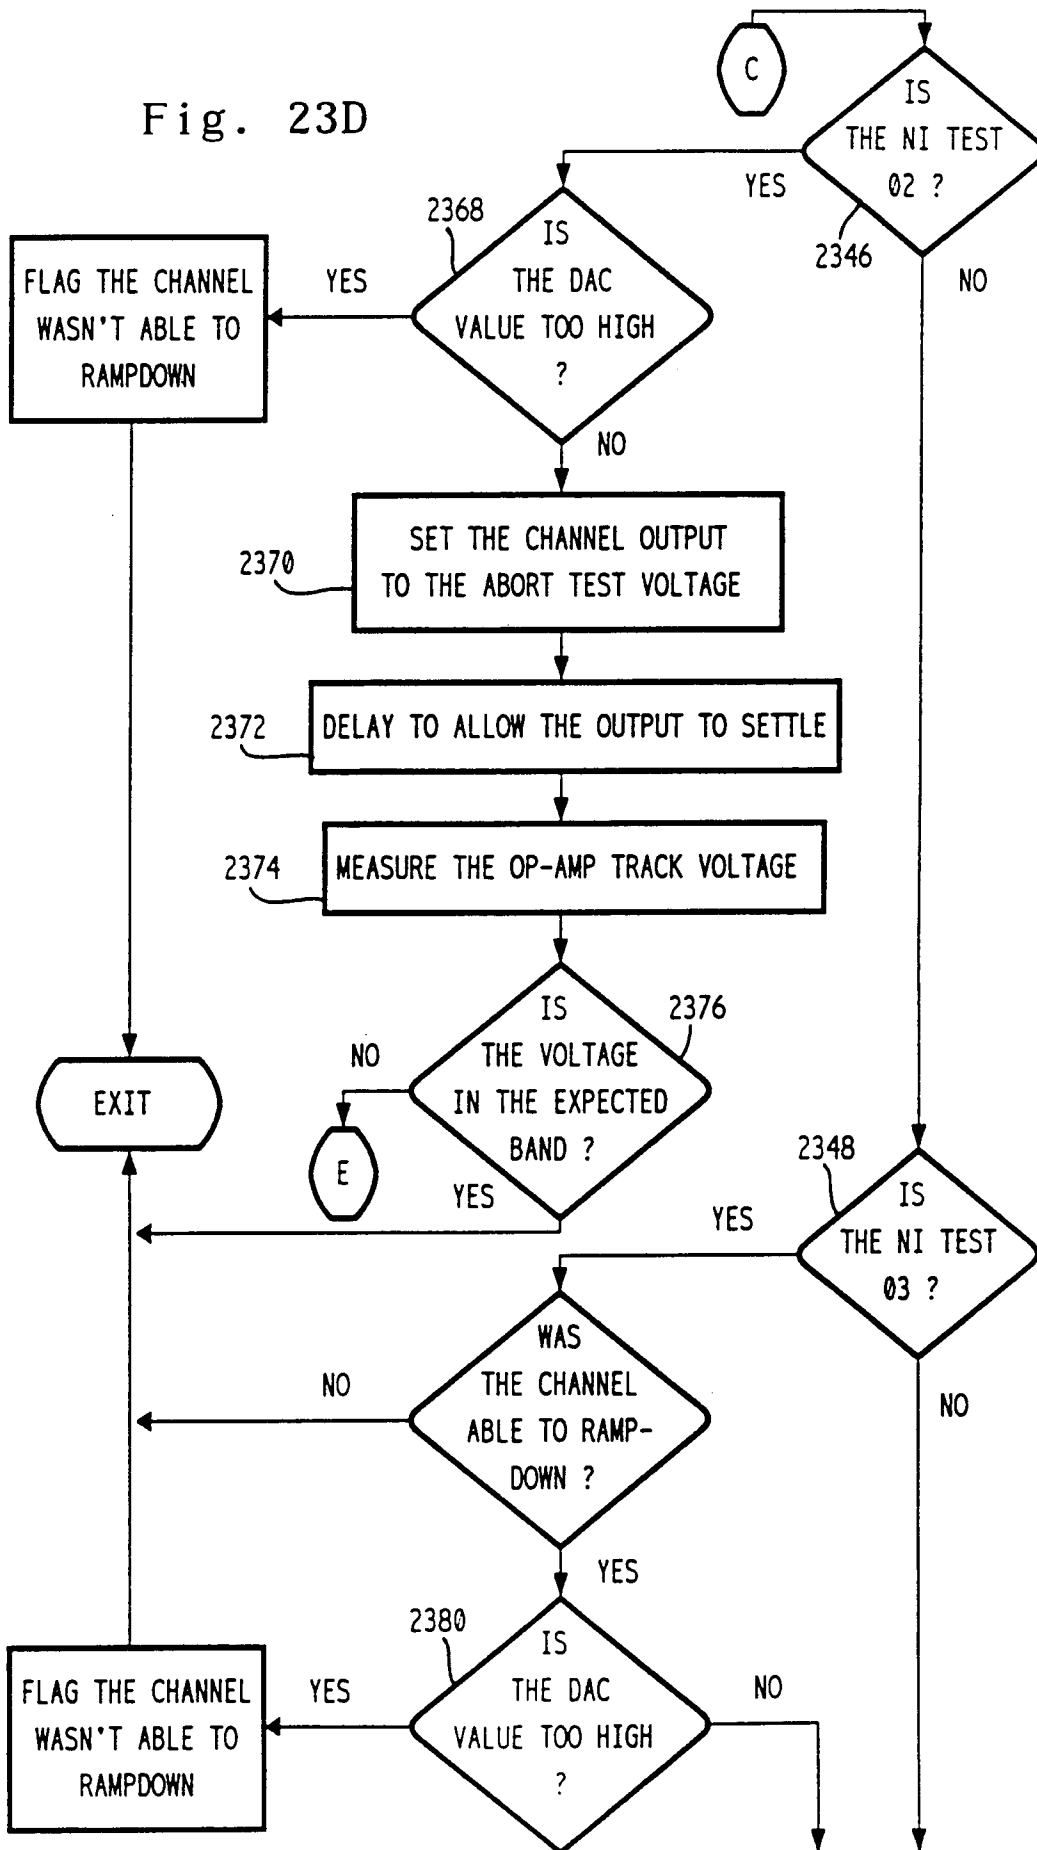 Fig. 23D
C
IS
THE NI TEST
02 ?
YES
2346
NO
2368
IS
THE DAC
VALUE TOO HIGH
?
YES
NO
FLAG THE CHANNEL
WASN'T ABLE TO
RAMPDOWN
2370
SET THE CHANNEL OUTPUT
TO THE ABORT TEST VOLTAGE
2372
DELAY TO ALLOW THE OUTPUT TO SETTLE
2374
MEASURE THE OP-AMP TRACK VOLTAGE
2376
IS
THE VOLTAGE
IN THE EXPECTED
BAND ?
NO
E
YES
EXIT
2348
IS
THE NI TEST
03 ?
YES
NO
WAS
THE CHANNEL
ABLE TO RAMP-
DOWN ?
NO
YES
2380
IS
THE DAC
VALUE TOO HIGH
?
YES
NO
FLAG THE CHANNEL
WASN'T ABLE TO
RAMPDOWN